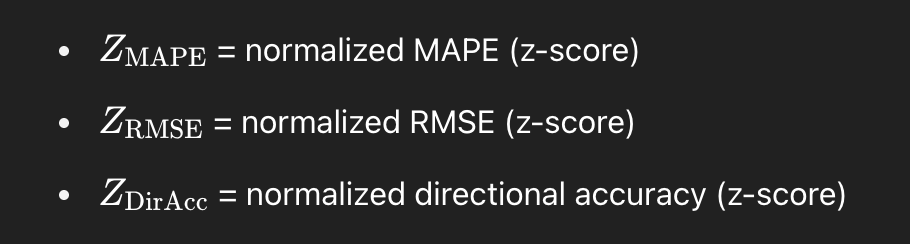 • Z_MAPE = normalized MAPE (z-score)
• Z_RMSE = normalized RMSE (z-score)
• Z_DirAcc = normalized directional accuracy (z-score)